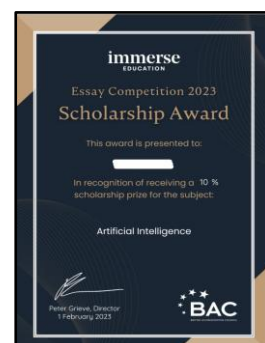 immerse
EDUCATION
Essay Competition 2023
Scholarship Award
This award is presented to:
In recognition of receiving a 10 %
scholarship prize for the subject:
Artificial Intelligence
Peter Grieve, Director
1 February 2023
BAC